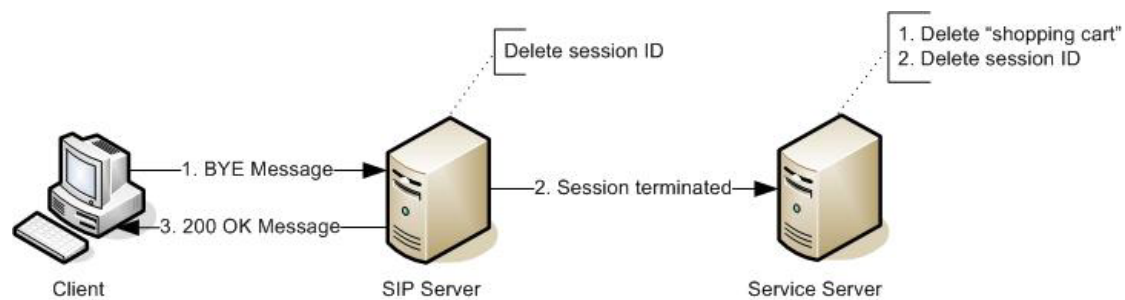 Delete session ID
1. Delete “shopping cart”
2. Delete session ID
1. BYE Message
2. Session terminated
3. 200 OK Message
Client
SIP Server
Service Server